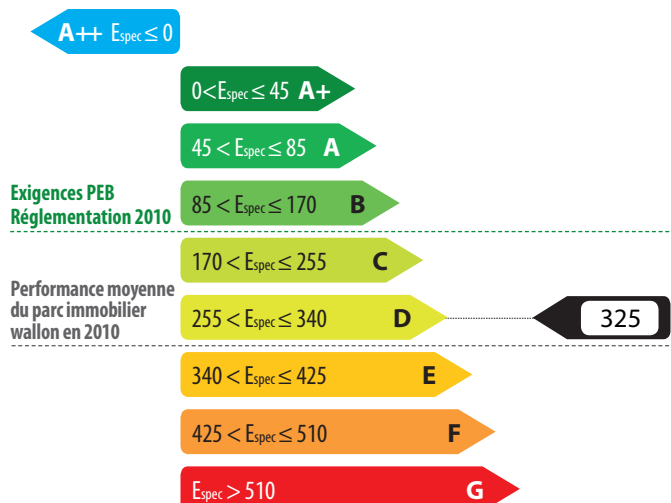 A++ Espec ≤ 0
0<Espec ≤ 45 A+
45 < Espec ≤ 85 A
Exigences PEB
Réglementation 2010
85 < Espec ≤ 170 B
170 < Espec ≤ 255 C
Performance moyenne
du parc immobilier
wallon en 2010
255 < Espec ≤ 340 D
325
340 < Espec ≤ 425 E
425 < Espec ≤ 510 F
Espec > 510 G